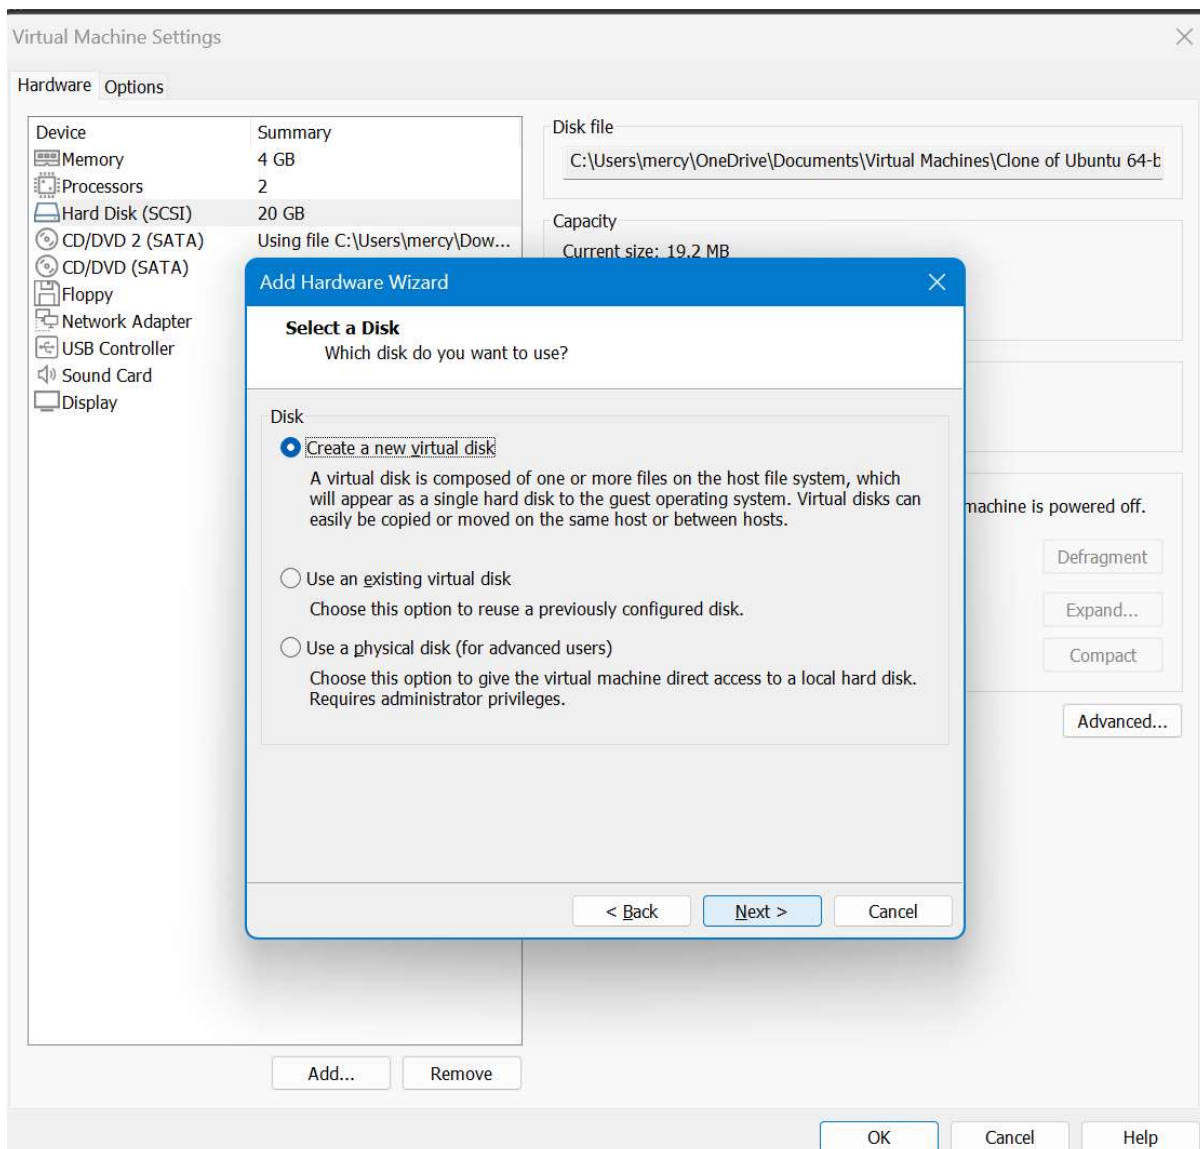 Virtual Machine Settings
Hardware Options
Device Summary
Memory 4 GB
Processors 2
Hard Disk (SCSI) 20 GB
CD/DVD 2 (SATA) Using file C:\Users\mercy\Dow...
CD/DVD (SATA)
Floppy
Network Adapter
USB Controller
Sound Card
Display
Add... Remove
Disk file
C:\Users\mercy\OneDrive\Documents\Virtual Machines\Clone of Ubuntu 64-b
Capacity
Current size: 19.2 MB
machine is powered off.
Defragment
Expand...
Compact
Advanced...
Add Hardware Wizard
Select a Disk
Which disk do you want to use?
Disk
Create a new virtual disk
A virtual disk is composed of one or more files on the host file system, which
will appear as a single hard disk to the guest operating system. Virtual disks can
easily be copied or moved on the same host or between hosts.
Use an existing virtual disk
Choose this option to reuse a previously configured disk.
Use a physical disk (for advanced users)
Choose this option to give the virtual machine direct access to a local hard disk.
Requires administrator privileges.
< Back Next > Cancel
OK Cancel Help